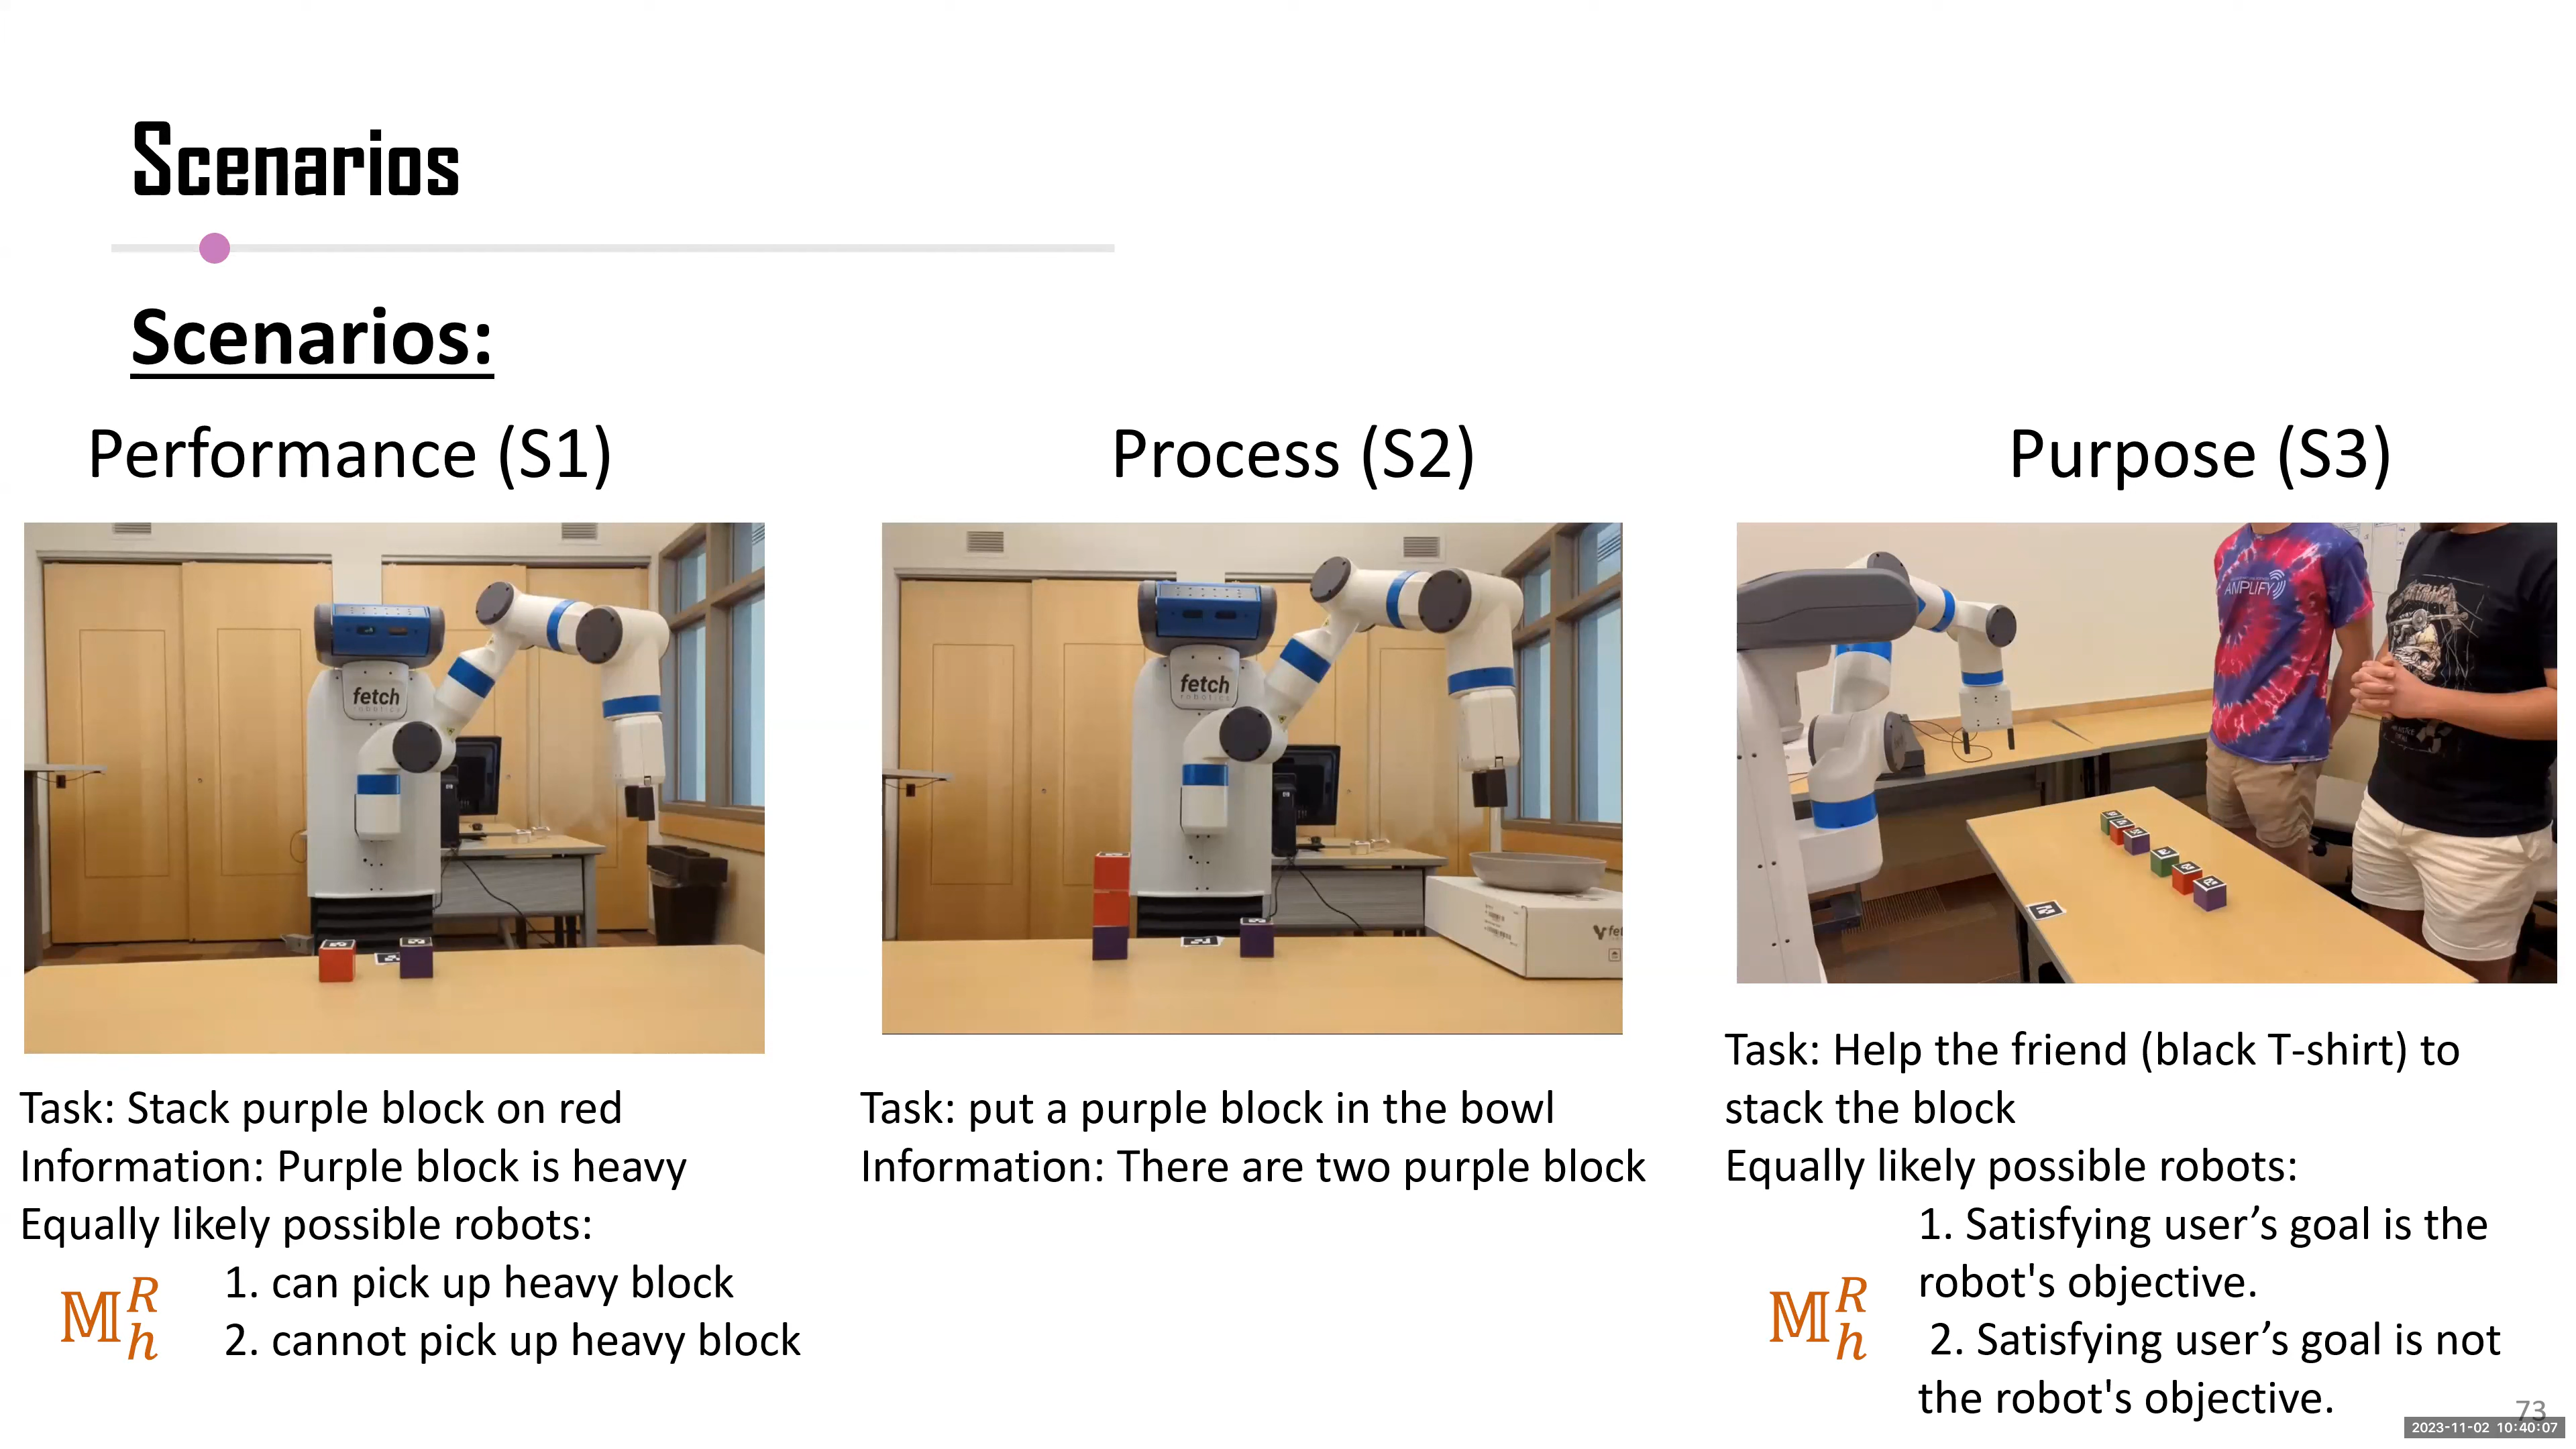 Scenarios
Scenarios:
Performance (S1)
Process (S2)
Purpose (S3)
fetch
robotics
fetch
robotics
AMPLIFY
Task: Stack purple block on red
Information: Purple block is heavy
Equally likely possible robots:
1. can pick up heavy block
2. cannot pick up heavy block
𝕄
R
h
Task: put a purple block in the bowl
Information: There are two purple block
Task: Help the friend (black T-shirt) to
stack the block
Equally likely possible robots:
1. Satisfying user’s goal is the
robot's objective.
2. Satisfying user’s goal is not
the robot's objective.
𝕄
R
h
73
2023-11-02 10:40:07